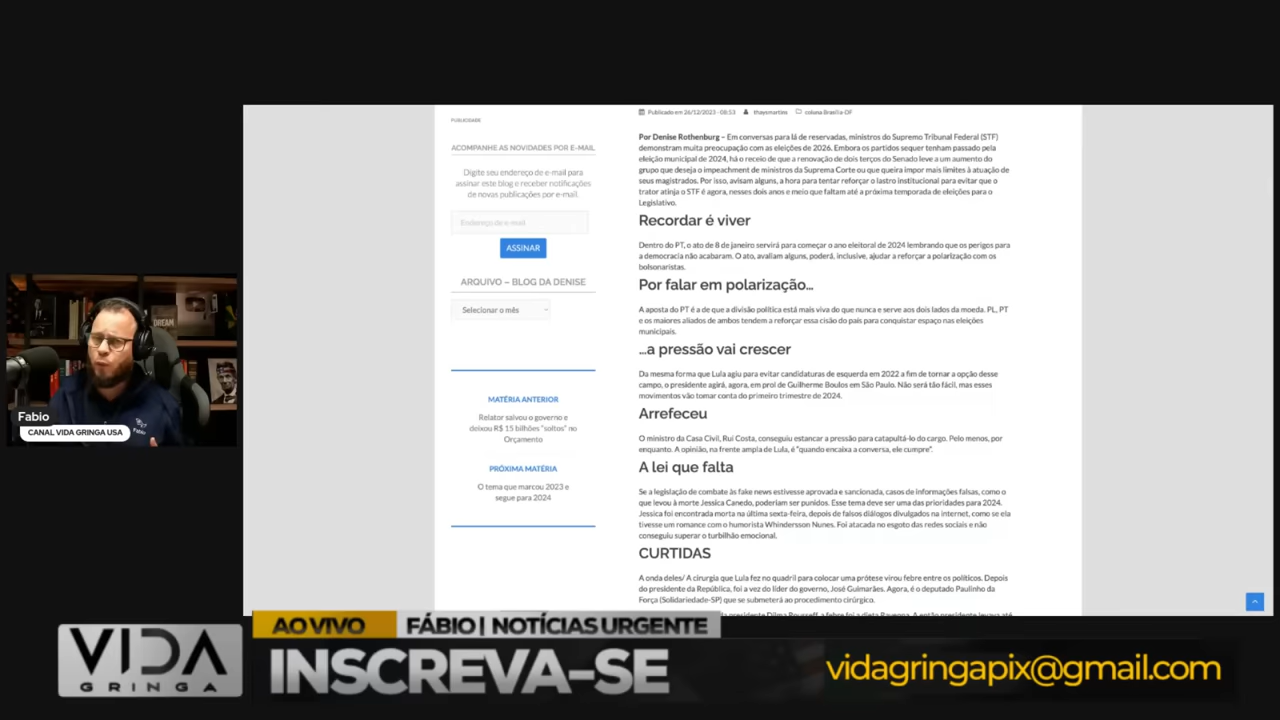 PUBLICIDADE
ACOMPANHE AS NOVIDADES POR E-MAIL
Digite seu endereço de e-mail para
assinar este blog e receber notificações
de novas publicações por e-mail.
Endereço de e-mail
ASSINAR
ARQUIVO – BLOG DA DENISE
Selecionar o mês
MATÉRIA ANTERIOR
Relator salvou o governo e
deixou R$ 15 bilhões “soltos” no
Orçamento
PRÓXIMA MATÉRIA
O tema que marcou 2023 e
segue para 2024
Publicado em 26/12/2023 - 08:53 thaysmartins coluna Brasília-DF
Por Denise Rothenburg – Em conversas para lá de reservadas, ministros do Supremo Tribunal Federal (STF)
demonstram muita preocupação com as eleições de 2026. Embora os partidos sequer tenham passado pela
eleição municipal de 2024, há o receio de que a renovação de dois terços do Senado leve a um aumento do
grupo que deseja o impeachment de ministros da Suprema Corte ou que queira impor mais limites à atuação de
seus magistrados. Por isso, avisam alguns, a hora para tentar reforçar o lastro institucional para evitar que o
trator atinja o STF é agora, nesses dois anos e meio que faltam até a próxima temporada de eleições para o
Legislativo.
Recordar é viver
Dentro do PT, o ato de 8 de janeiro servirá para começar o ano eleitoral de 2024 lembrando que os perigos para
a democracia não acabaram. O ato, avaliam alguns, poderá, inclusive, ajudar a reforçar a polarização com os
bolsonaristas.
Por falar em polarização…
A aposta do PT é a de que a divisão política está mais viva do que nunca e serve aos dois lados da moeda. PL, PT
e os maiores aliados de ambos tendem a reforçar essa cisão do país para conquistar espaço nas eleições
municipais.
…a pressão vai crescer
Da mesma forma que Lula agiu para evitar candidaturas de esquerda em 2022 a fim de tornar a opção desse
campo, o presidente agirá, agora, em prol de Guilherme Boulos em São Paulo. Não será tão fácil, mas esses
movimentos vão tomar conta do primeiro trimestre de 2024.
Arrefeceu
O ministro da Casa Civil, Rui Costa, conseguiu estancar a pressão para catapultá-lo do cargo. Pelo menos, por
enquanto. A opinião, na frente ampla de Lula, é “quando encaixa a conversa, ele cumpre”.
A lei que falta
Se a legislação de combate às fake news estivesse aprovada e sancionada, casos de informações falsas, como o
que levou à morte Jessica Canedo, poderiam ser punidos. Esse tema deve ser uma das prioridades para 2024.
Jessica foi encontrada morta na última sexta-feira, depois de falsos diálogos divulgados na internet, como se ela
tivesse um romance com o humorista Whindersson Nunes. Foi atacada no esgoto das redes sociais e não
conseguiu superar o turbilhão emocional.
CURTIDAS
A onda deles/ A cirurgia que Lula fez no quadril para colocar uma prótese virou febre entre os políticos. Depois
do presidente da República, foi a vez do líder do governo, José Guimarães. Agora, é o deputado Paulinho da
Força (Solidariedade-SP) que se submeterá ao procedimento cirúrgico.
DREAM
Fabio
CANAL VIDA GRINGA USA
AO VIVO
FÁBIO | NOTÍCIAS URGENTE
VIDA
GRINGA
INSCREVA-SE
vidagringapix@gmail.com